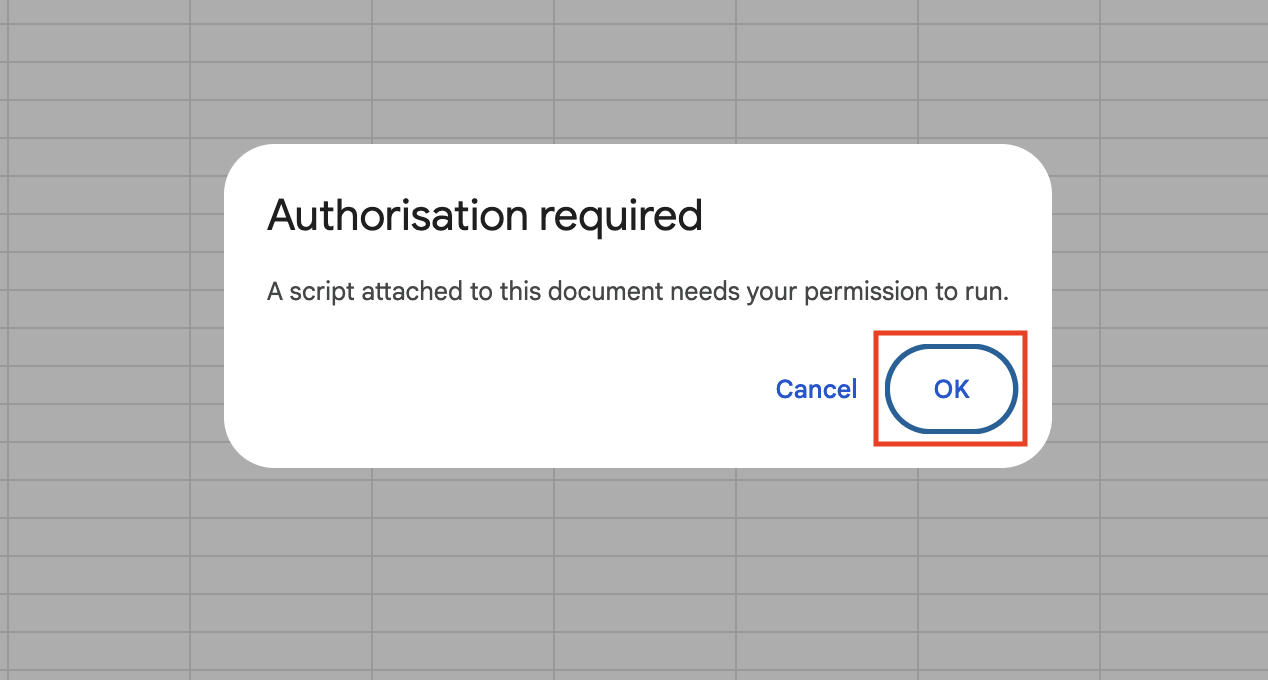 Authorisation required
A script attached to this document needs your permission to run.
Cancel
OK